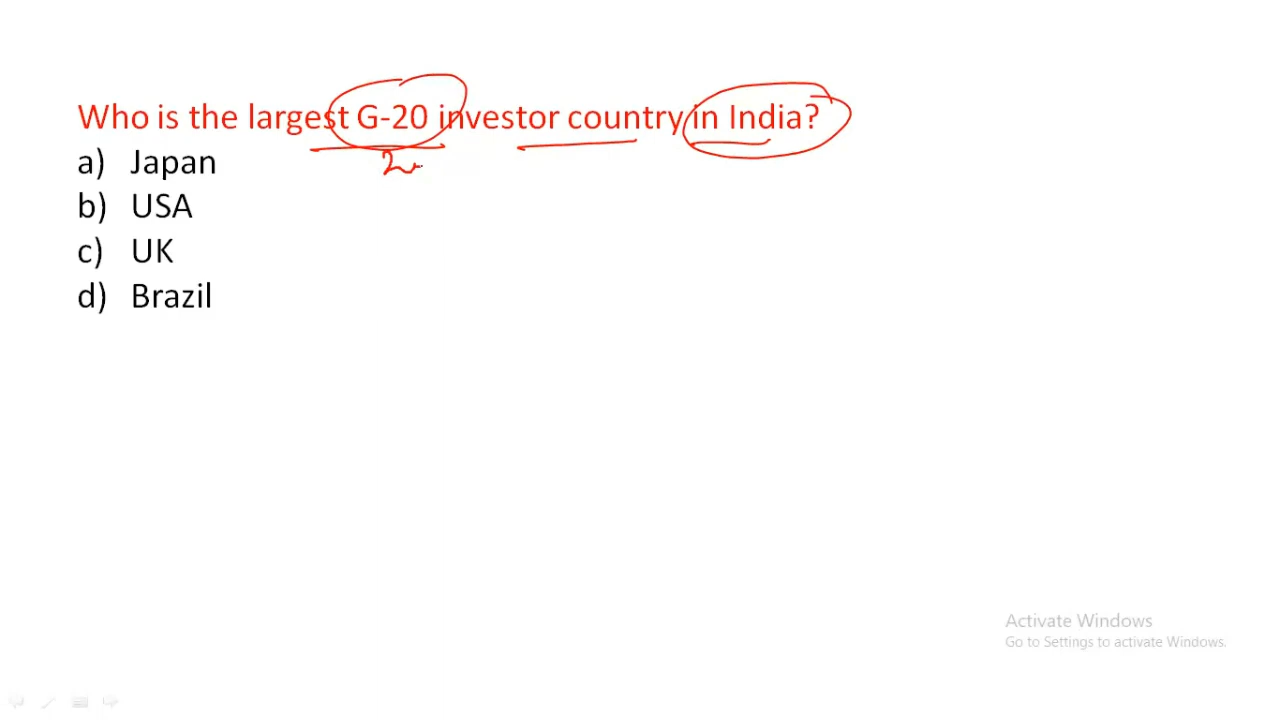 Who is the largest G-20 investor country in India?
a) Japan
b) USA
c) UK
d) Brazil
Activate Windows
Go to Settings to activate Windows.